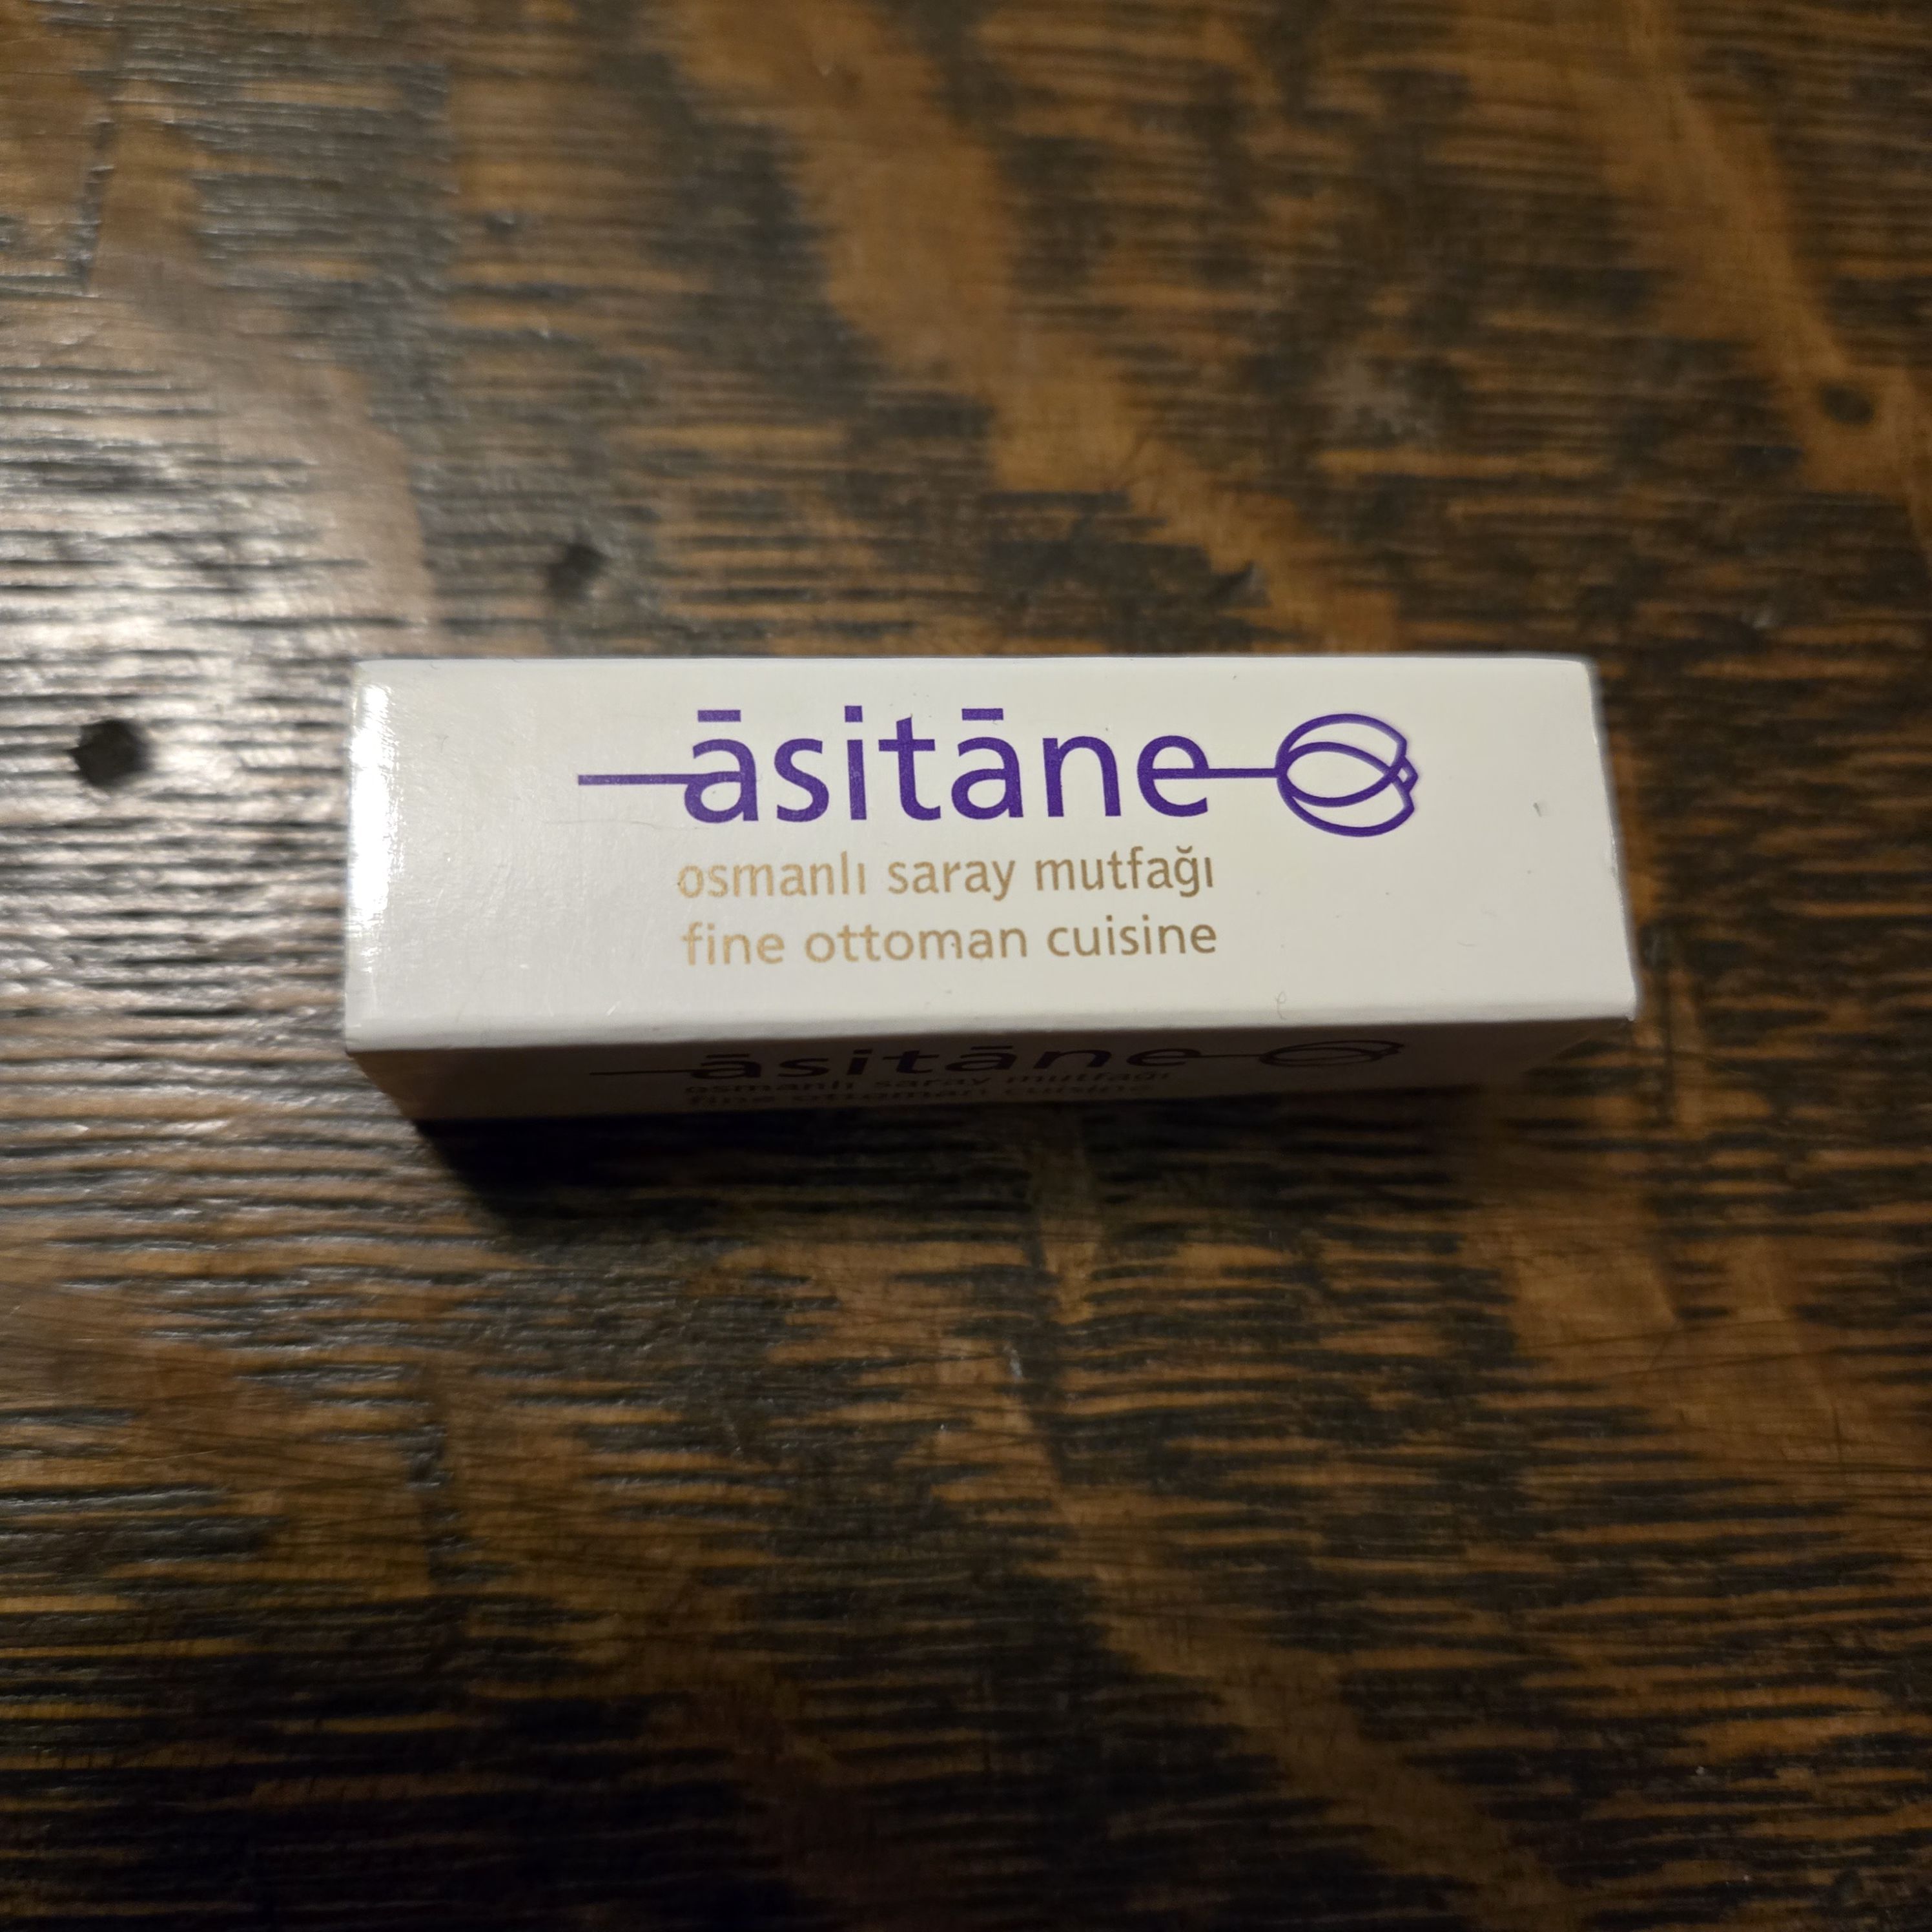 āsitāne
osmanlı saray mutfağı
fine ottoman cuisine
āsitāne
osmanlı saray mutfağı
fine ottoman cuisine